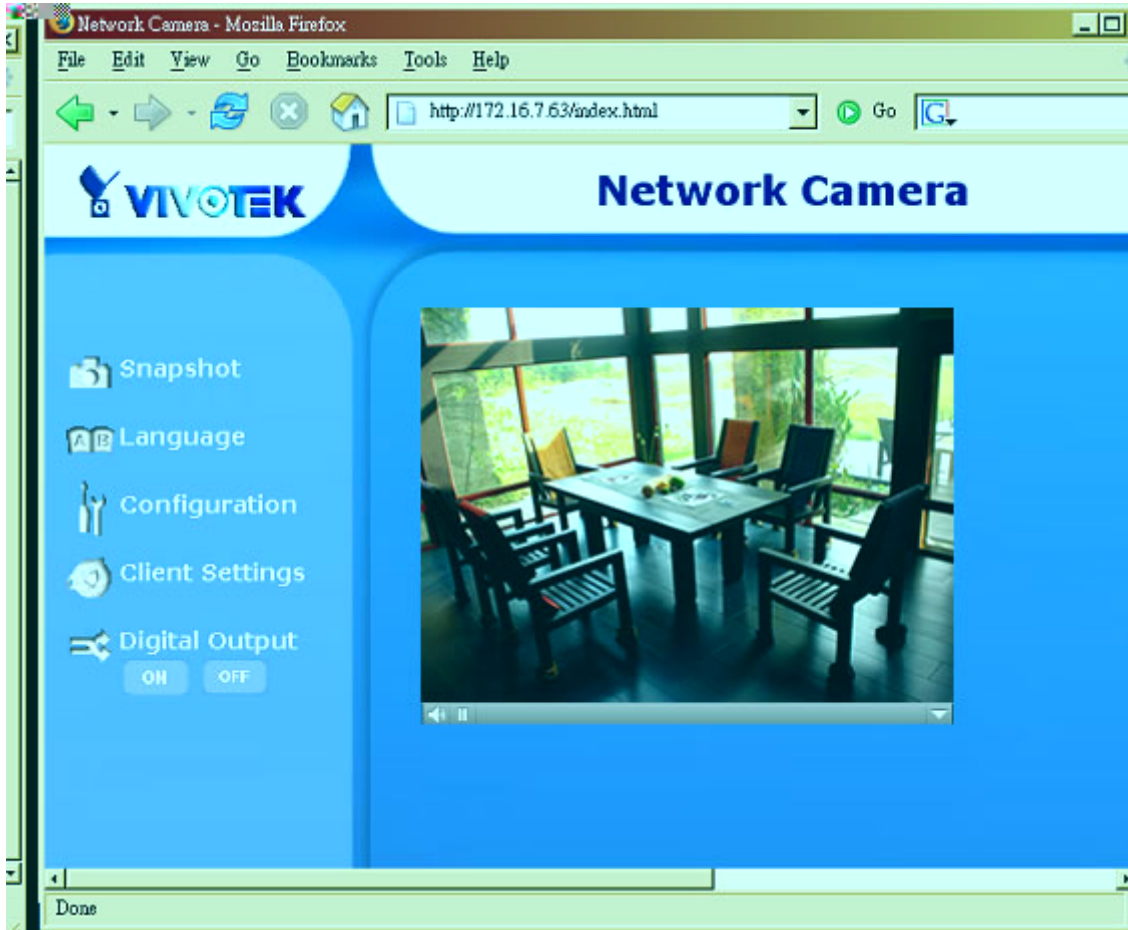 Network Camera - Mozilla Firefox
File Edit View Go Bookmarks Tools Help
http://172.16.7.63/index.html Go G
VIVOTEK
Network Camera
Snapshot
A B Language
Configuration
Client Settings
Digital Output
ON OFF
Done